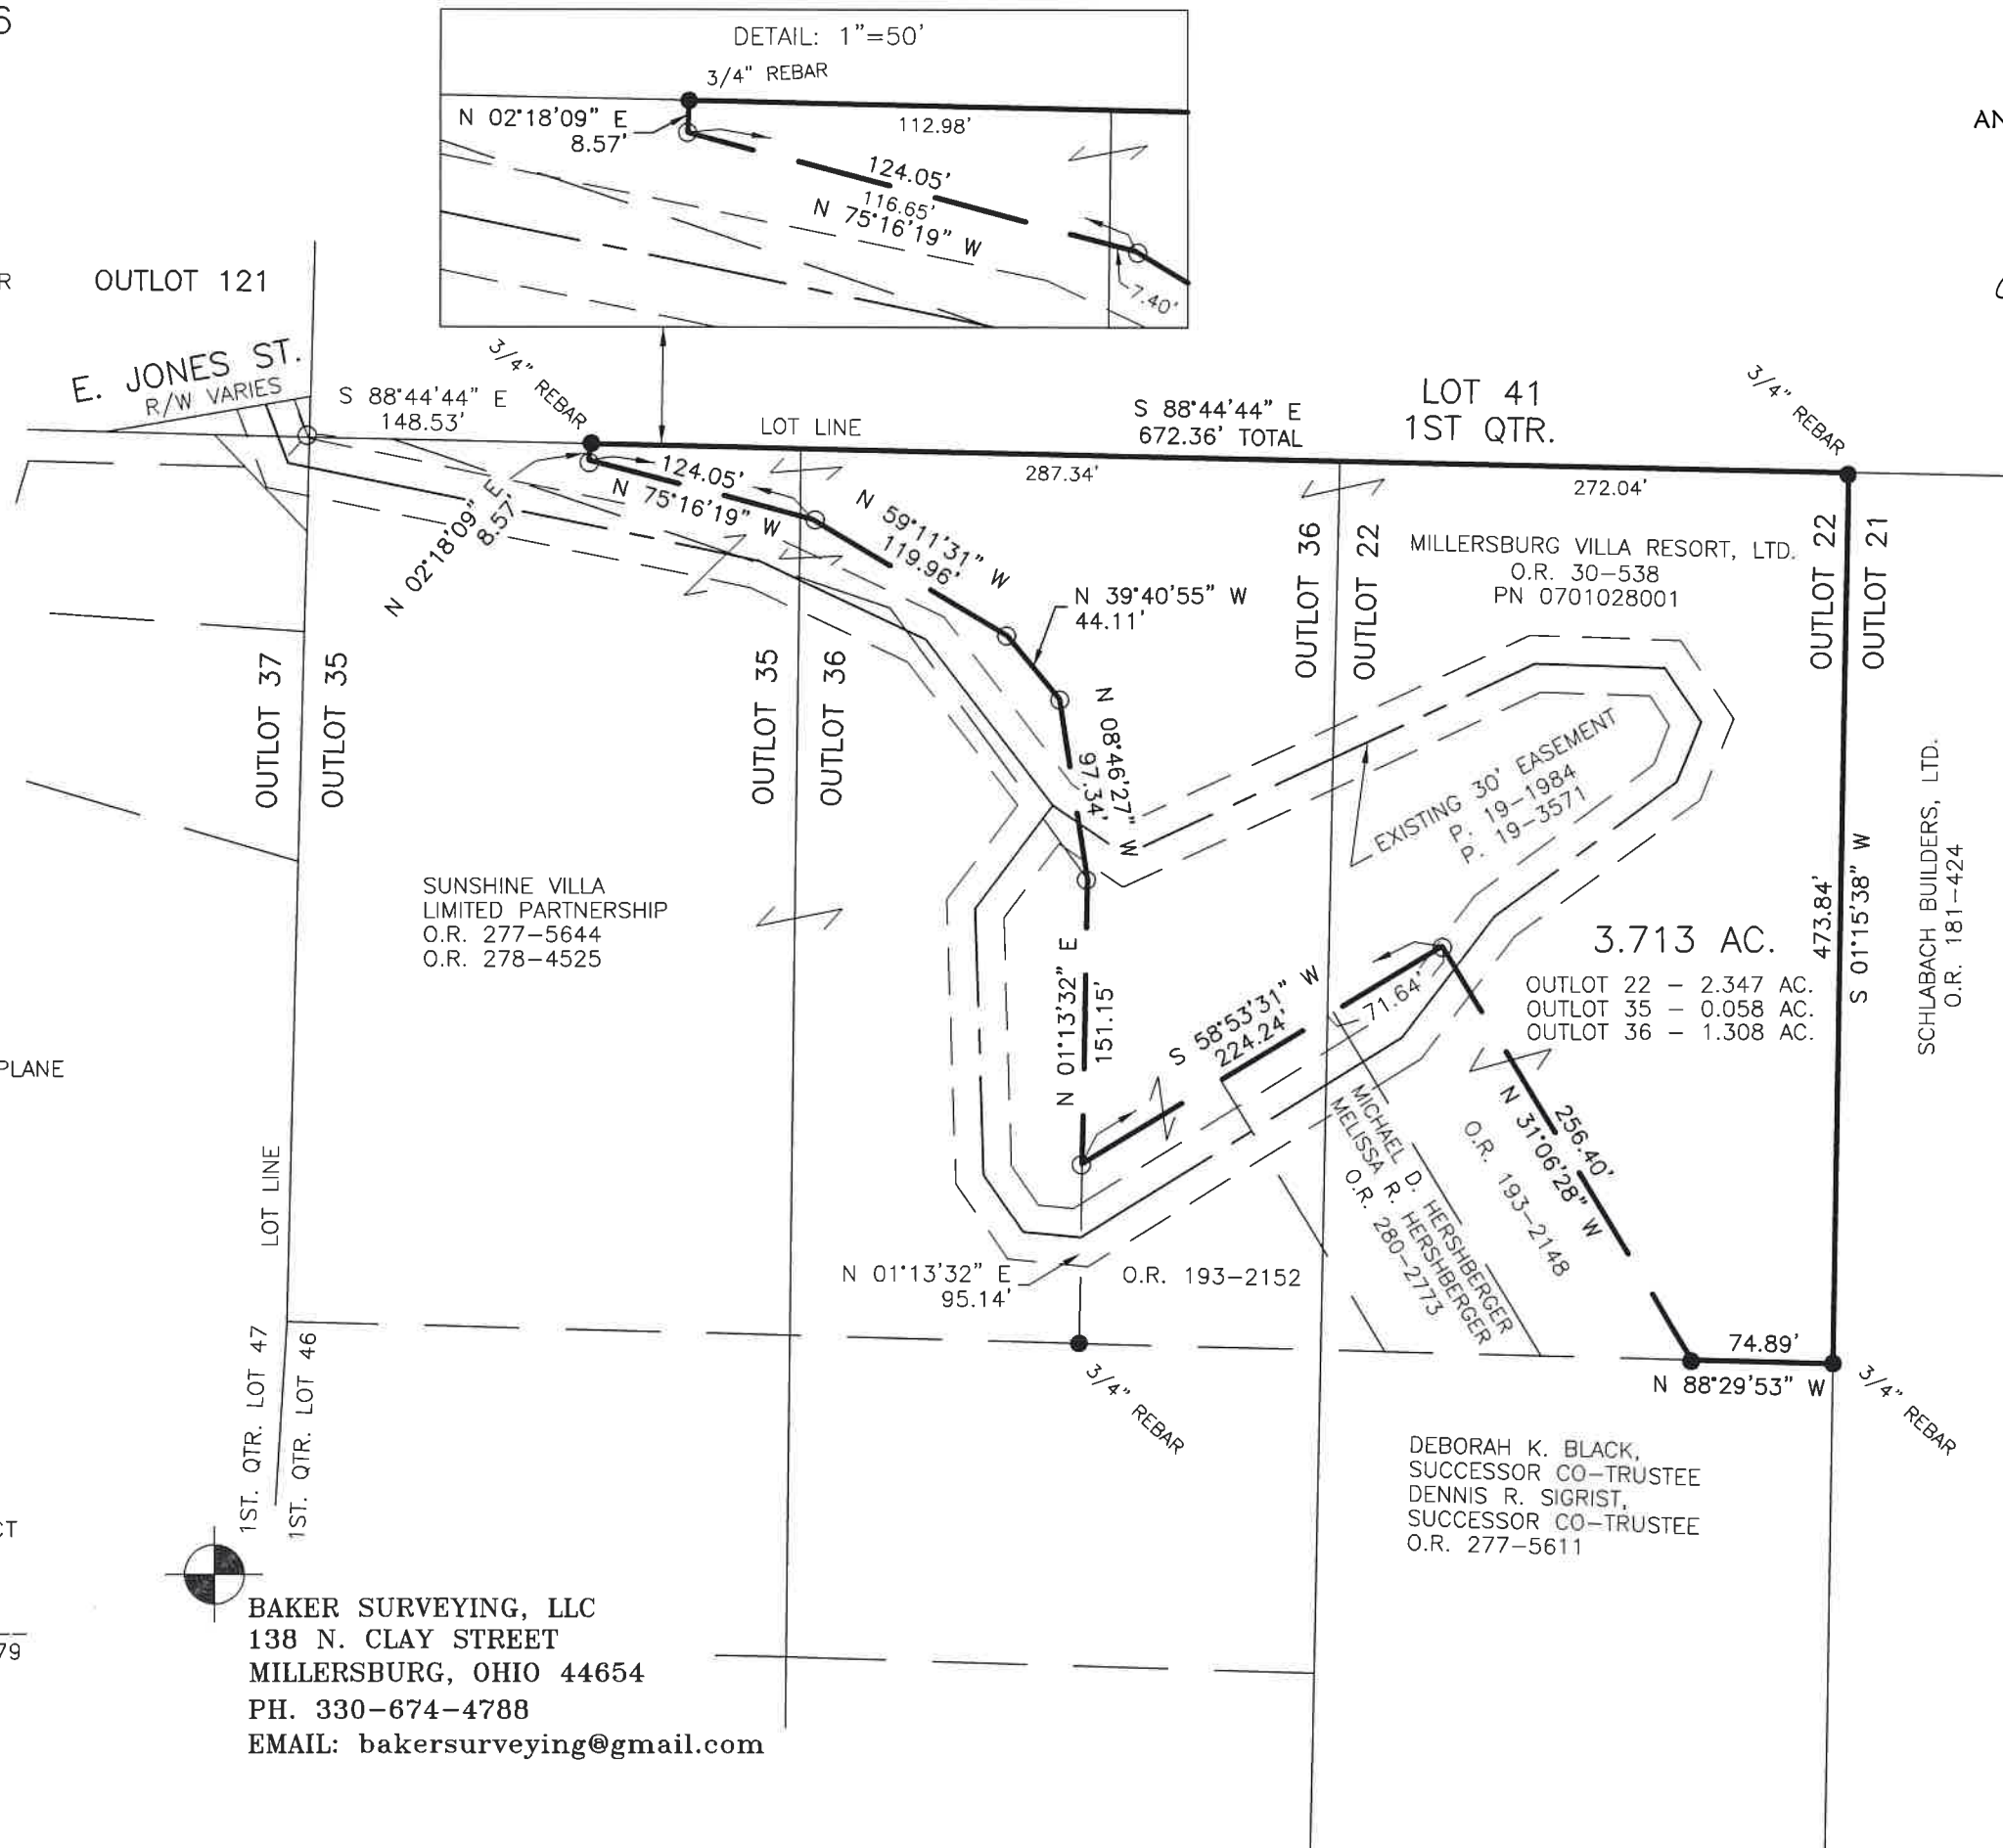 6
DETAIL: 1"=50'
3/4" REBAR
N 02°18'09" E
8.57'
112.98'
124.05'
116.65'
N 75°16'19" W
7.40'
AN
R
OUTLOT 121
E. JONES ST.
R/W VARIES
S 88°44'44" E
148.53'
3/4" REBAR
LOT LINE
S 88°44'44" E
672.36' TOTAL
LOT 41
1ST QTR.
3/4" REBAR
287.34'
272.04'
124.05'
N 75°16'19" W
N 02°18'09" E
8.57'
N 59°11'31" W
119.96'
N 39°40'55" W
44.11'
N 08°46'27" W
97.34'
OUTLOT 36
OUTLOT 22
MILLERSBURG VILLA RESORT, LTD.
O.R. 30-538
PN 0701028001
OUTLOT 22
OUTLOT 21
OUTLOT 37
OUTLOT 35
OUTLOT 35
OUTLOT 36
EXISTING 30' EASEMENT
P. 19-1984
P. 19-3571
SCHLABACH BUILDERS, LTD.
O.R. 181-424
473.84'
S 01°15'38" W
SUNSHINE VILLA
LIMITED PARTNERSHIP
O.R. 277-5644
O.R. 278-4525
3.713 AC.
OUTLOT 22 - 2.347 AC.
OUTLOT 35 - 0.058 AC.
OUTLOT 36 - 1.308 AC.
N 01°13'32" E
151.15'
S 58°53'31" W
224.24'
71.64'
PLANE
256.40'
N 31°06'28" W
O.R. 193-2148
MICHAEL D. HERSHBERGER
MELISSA R. HERSHBERGER
O.R. 280-2773
LOT LINE
N 01°13'32" E
95.14'
O.R. 193-2152
3/4" REBAR
74.89'
N 88°29'53" W
3/4" REBAR
1ST. QTR. LOT 47
1ST. QTR. LOT 46
DEBORAH K. BLACK,
SUCCESSOR CO-TRUSTEE
DENNIS R. SIGRIST,
SUCCESSOR CO-TRUSTEE
O.R. 277-5611
CT
79
BAKER SURVEYING, LLC
138 N. CLAY STREET
MILLERSBURG, OHIO 44654
PH. 330-674-4788
EMAIL: bakersurveying@gmail.com